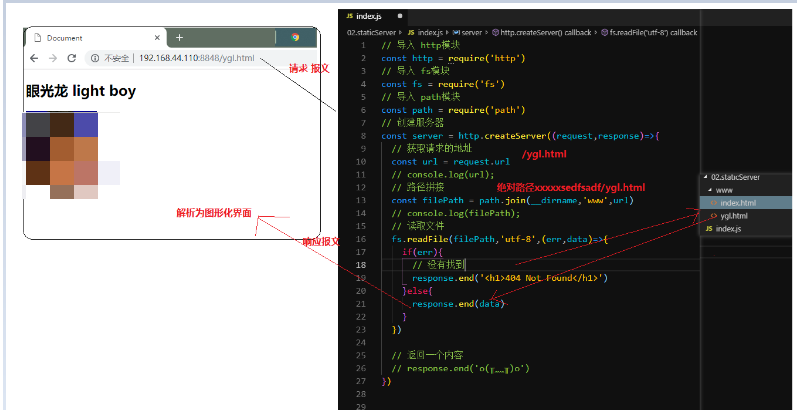 Document
不安全 | 192.168.44.110:8848/ygl.html
请求 报文
眼光龙 light boy
解析为图形化界面
响应报文
index.js
02.staticServer > index.js > server > http.createServer() callback > fs.readFile('utf-8') callback
1 // 导入 http模块
2 const http = require('http')
3 // 导入 fs模块
4 const fs = require('fs')
5 // 导入 path模块
6 const path = require('path')
7 // 创建服务器
8 const server = http.createServer((request,response)=>{
9 // 获取请求的地址
/ygl.html
10 const url = request.url
11 // console.log(url);
12 // 路径拼接
绝对路径xxxxxsedfsadf/ygl.html
13 const filePath = path.join(__dirname,'www',url)
14 // console.log(filePath);
15 // 读取文件
16 fs.readFile(filePath,'utf-8',(err,data)=>{
17 if(err){
18 // 没有找到
19 response.end('<h1>404 Not Found</h1>')
20 }else{
21 response.end(data)
22 }
23 })
24
25 // 返回一个内容
26 // response.end('o(╥﹏╥)o')
27 })
28
29
02.staticServer
www
index.html
ygl.html
index.js